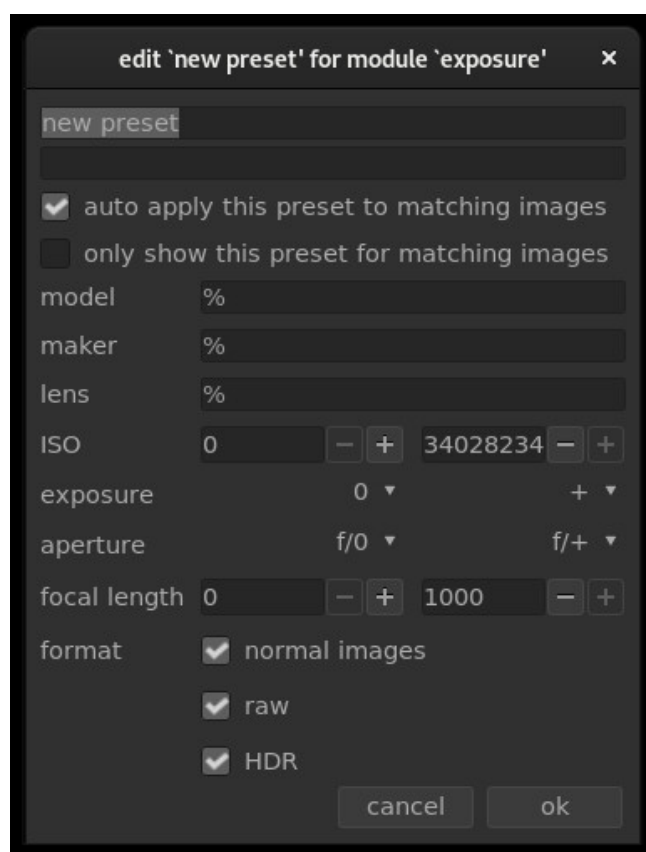 edit `new preset' for module `exposure' ×
new preset
auto apply this preset to matching images
only show this preset for matching images
model %
maker %
lens %
ISO 0 − + 34028234 − +
exposure 0 ▼ + ▼
aperture f/0 ▼ f/+ ▼
focal length 0 − + 1000 − +
format normal images
raw
HDR
cancel ok